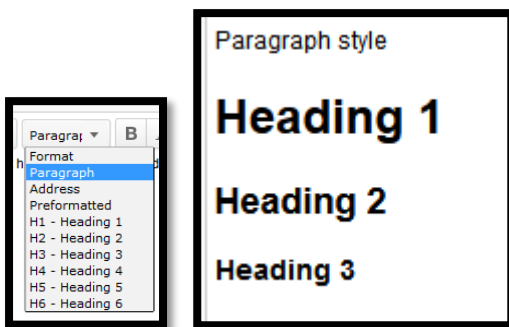 Paragraph B
Format
Paragraph
Address
Preformatted
H1 - Heading 1
H2 - Heading 2
H3 - Heading 3
H4 - Heading 4
H5 - Heading 5
H6 - Heading 6
Paragraph style
Heading 1
Heading 2
Heading 3